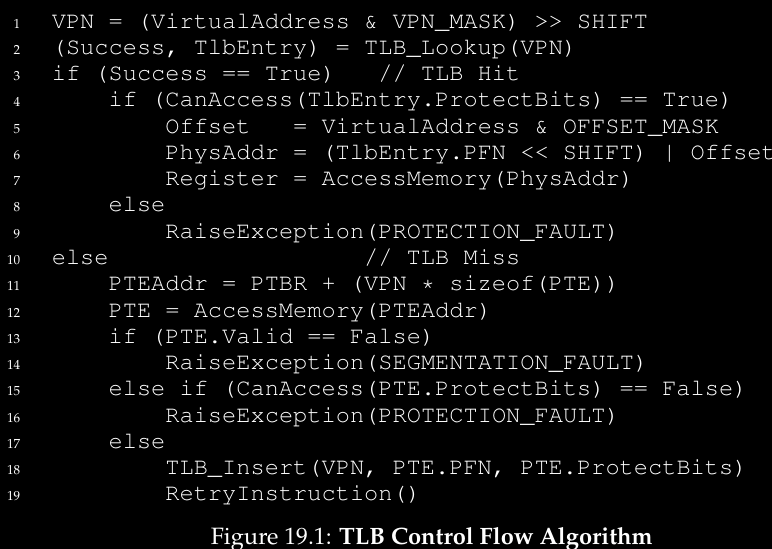 1 VPN = (VirtualAddress & VPN_MASK) >> SHIFT
2 (Success, TlbEntry) = TLB_Lookup(VPN)
3 if (Success == True)   // TLB Hit
4     if (CanAccess(TlbEntry.ProtectBits) == True)
5         Offset   = VirtualAddress & OFFSET_MASK
6         PhysAddr = (TlbEntry.PFN << SHIFT) | Offset
7         Register = AccessMemory(PhysAddr)
8     else
9         RaiseException(PROTECTION_FAULT)
10 else                  // TLB Miss
11     PTEAddr = PTBR + (VPN * sizeof(PTE))
12     PTE = AccessMemory(PTEAddr)
13     if (PTE.Valid == False)
14         RaiseException(SEGMENTATION_FAULT)
15     else if (CanAccess(PTE.ProtectBits) == False)
16         RaiseException(PROTECTION_FAULT)
17     else
18         TLB_Insert(VPN, PTE.PFN, PTE.ProtectBits)
19         RetryInstruction()
Figure 19.1: TLB Control Flow Algorithm